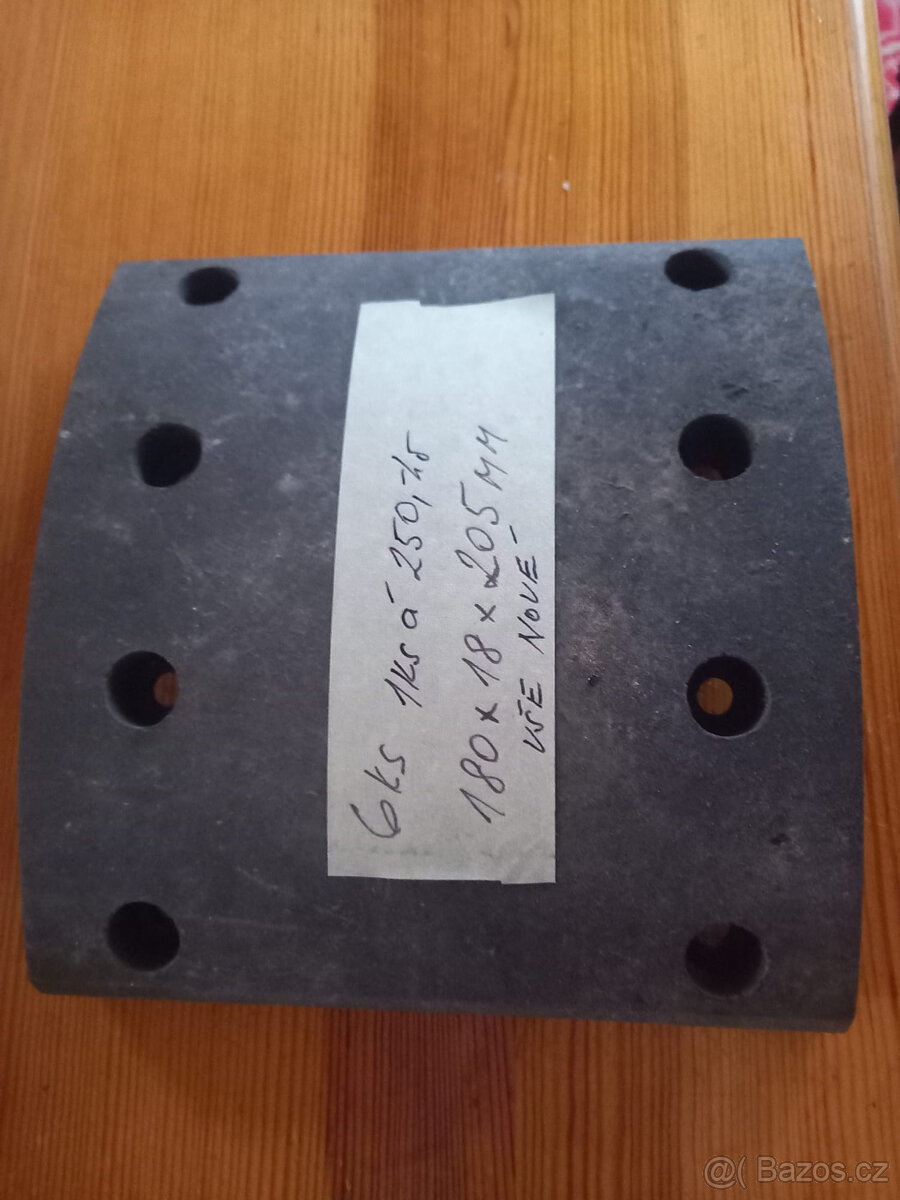 6ks 1ks á 250,-kč
180 x 18 x 205 MM
VŠE NOVÉ
@( Bazos.cz